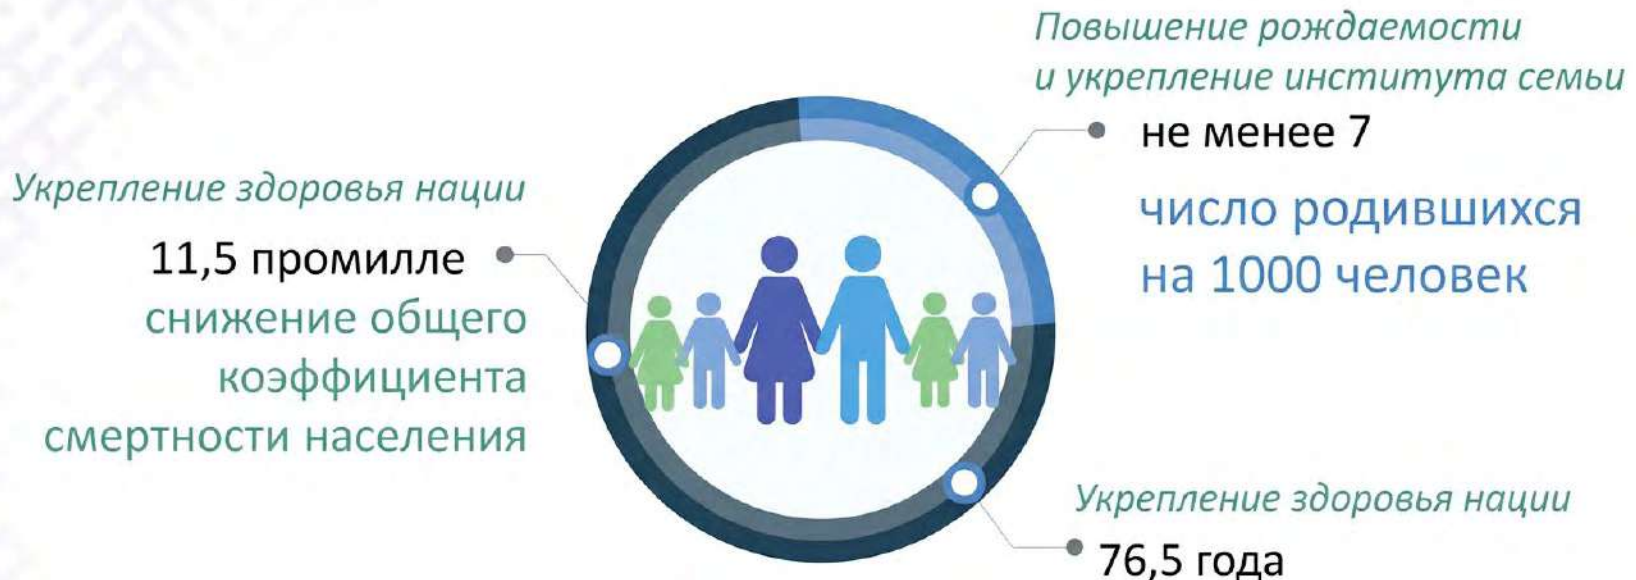 Повышение рождаемости
и укрепление института семьи
не менее 7
число родившихся
на 1000 человек
Укрепление здоровья нации
11,5 промилле
снижение общего
коэффициента
смертности населения
Укрепление здоровья нации
76,5 года